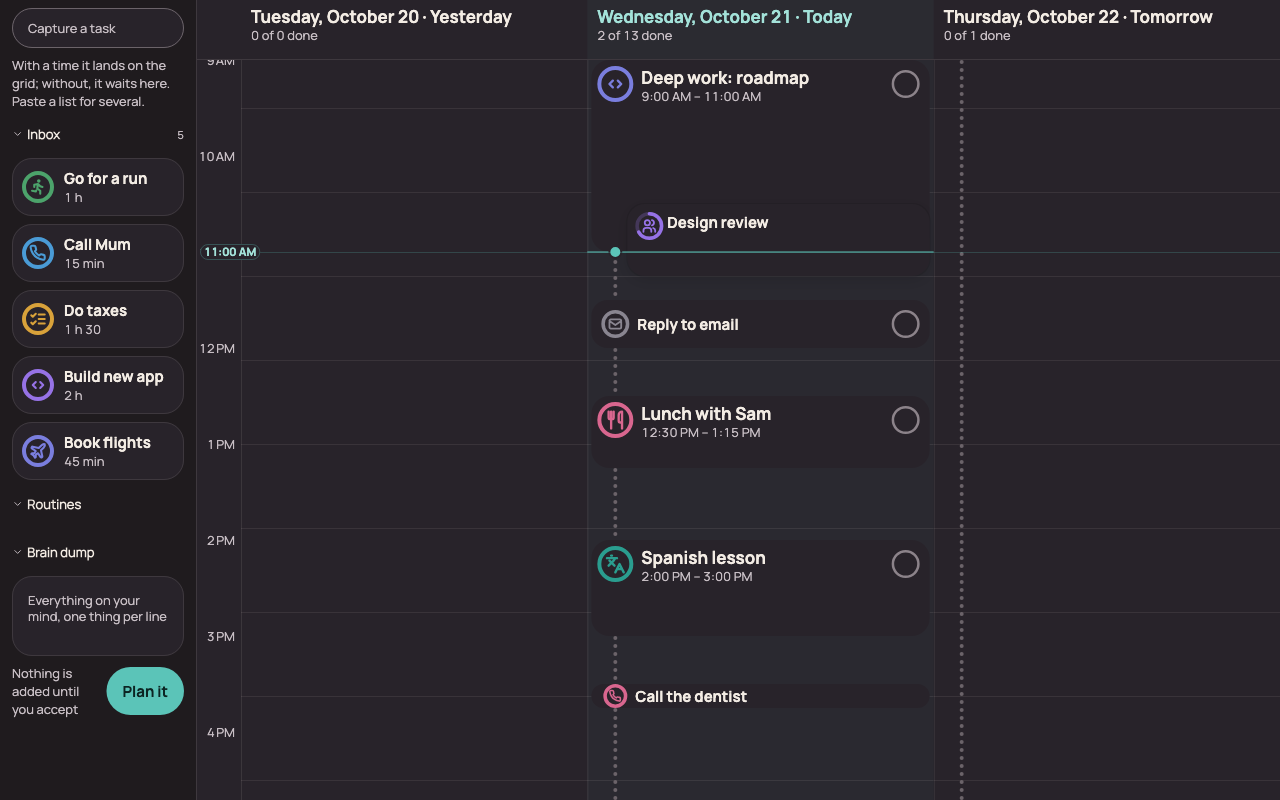 Capture a task
With a time it lands on the
grid; without, it waits here.
Paste a list for several.
Inbox 5
Go for a run
1 h
Call Mum
15 min
Do taxes
1 h 30
Build new app
2 h
Book flights
45 min
Routines
Brain dump
Everything on your
mind, one thing per line
Nothing is
added until
you accept
Plan it
Tuesday, October 20 · Yesterday
0 of 0 done
Wednesday, October 21 · Today
2 of 13 done
Thursday, October 22 · Tomorrow
0 of 1 done
9 AM
10 AM
11:00 AM
12 PM
1 PM
2 PM
3 PM
4 PM
Deep work: roadmap
9:00 AM – 11:00 AM
Design review
Reply to email
Lunch with Sam
12:30 PM – 1:15 PM
Spanish lesson
2:00 PM – 3:00 PM
Call the dentist